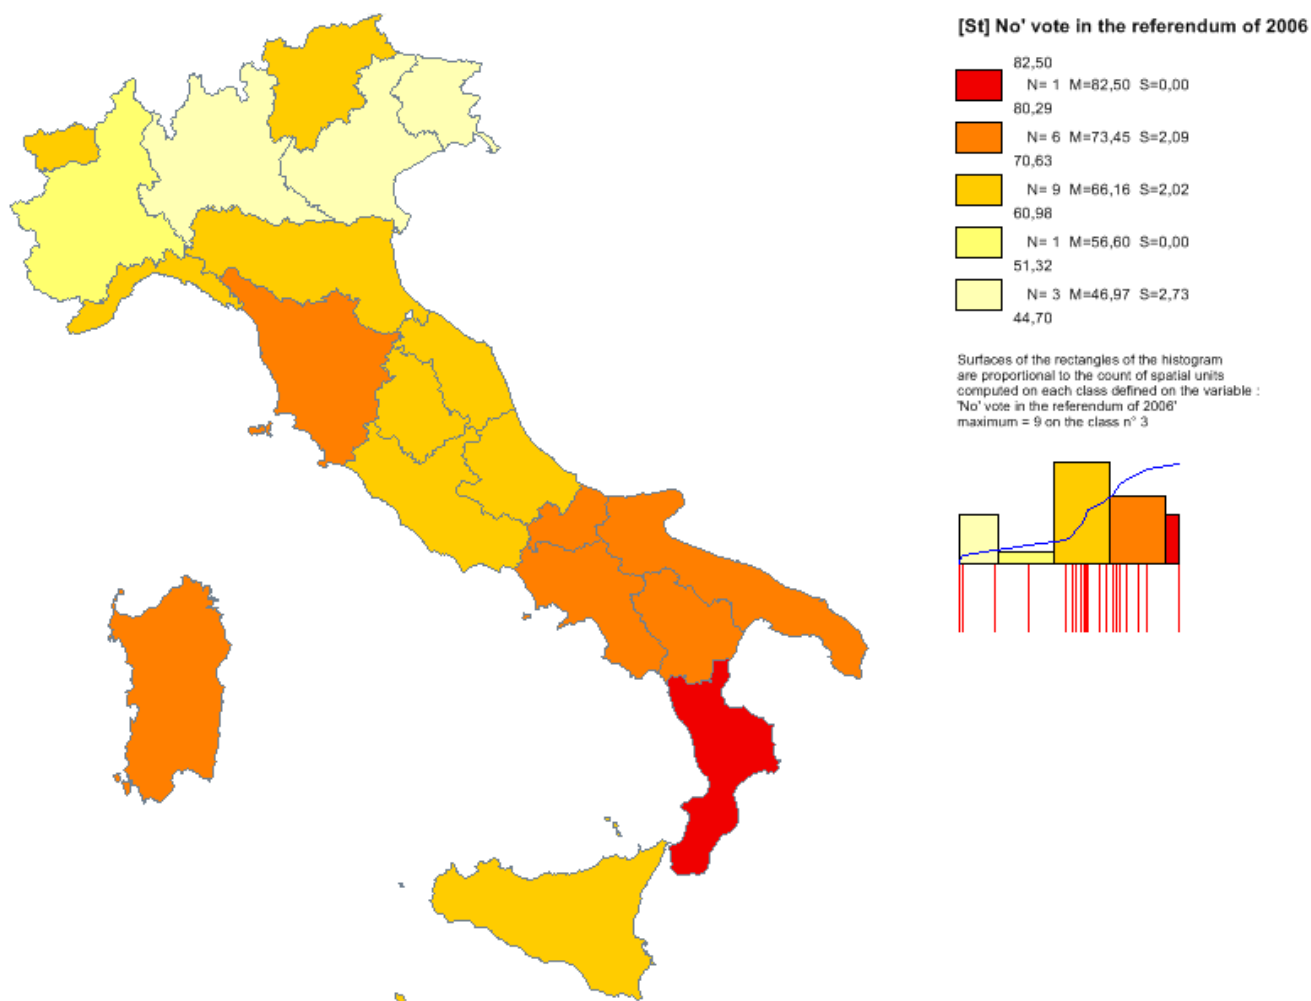 [St] No' vote in the referendum of 2006
82,50
N= 1 M=82,50 S=0,00
80,29
N= 6 M=73,45 S=2,09
70,63
N= 9 M=66,16 S=2,02
60,98
N= 1 M=56,60 S=0,00
51,32
N= 3 M=46,97 S=2,73
44,70
Surfaces of the rectangles of the histogram
are proportional to the count of spatial units
computed on each class defined on the variable :
'No' vote in the referendum of 2006'
maximum = 9 on the class n° 3